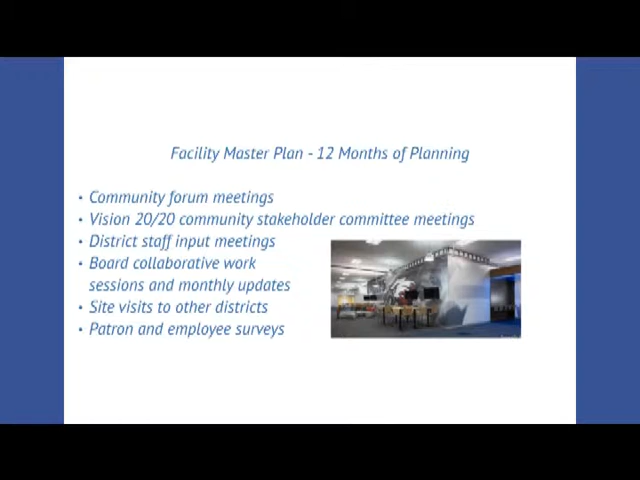 Facility Master Plan - 12 Months of Planning
• Community forum meetings
• Vision 20/20 community stakeholder committee meetings
• District staff input meetings
• Board collaborative work
sessions and monthly updates
• Site visits to other districts
• Patron and employee surveys